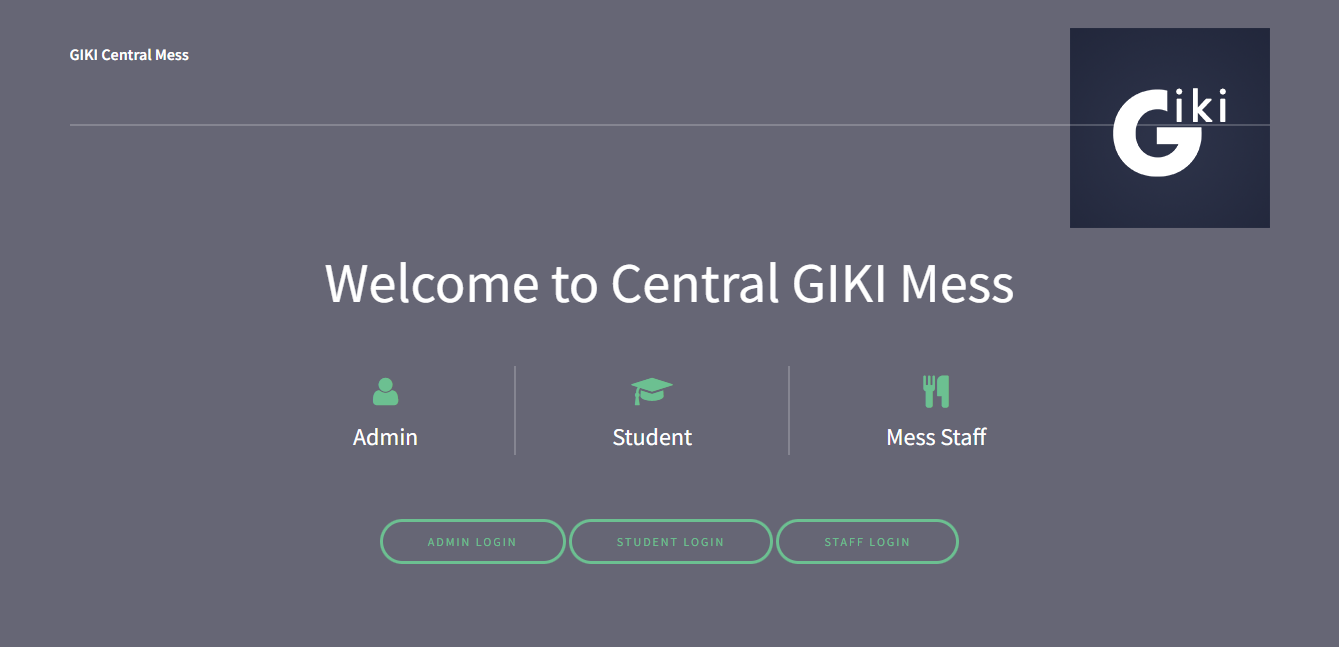 GIKI Central Mess
Giki
Welcome to Central GIKI Mess
Admin
Student
Mess Staff
ADMIN LOGIN
STUDENT LOGIN
STAFF LOGIN